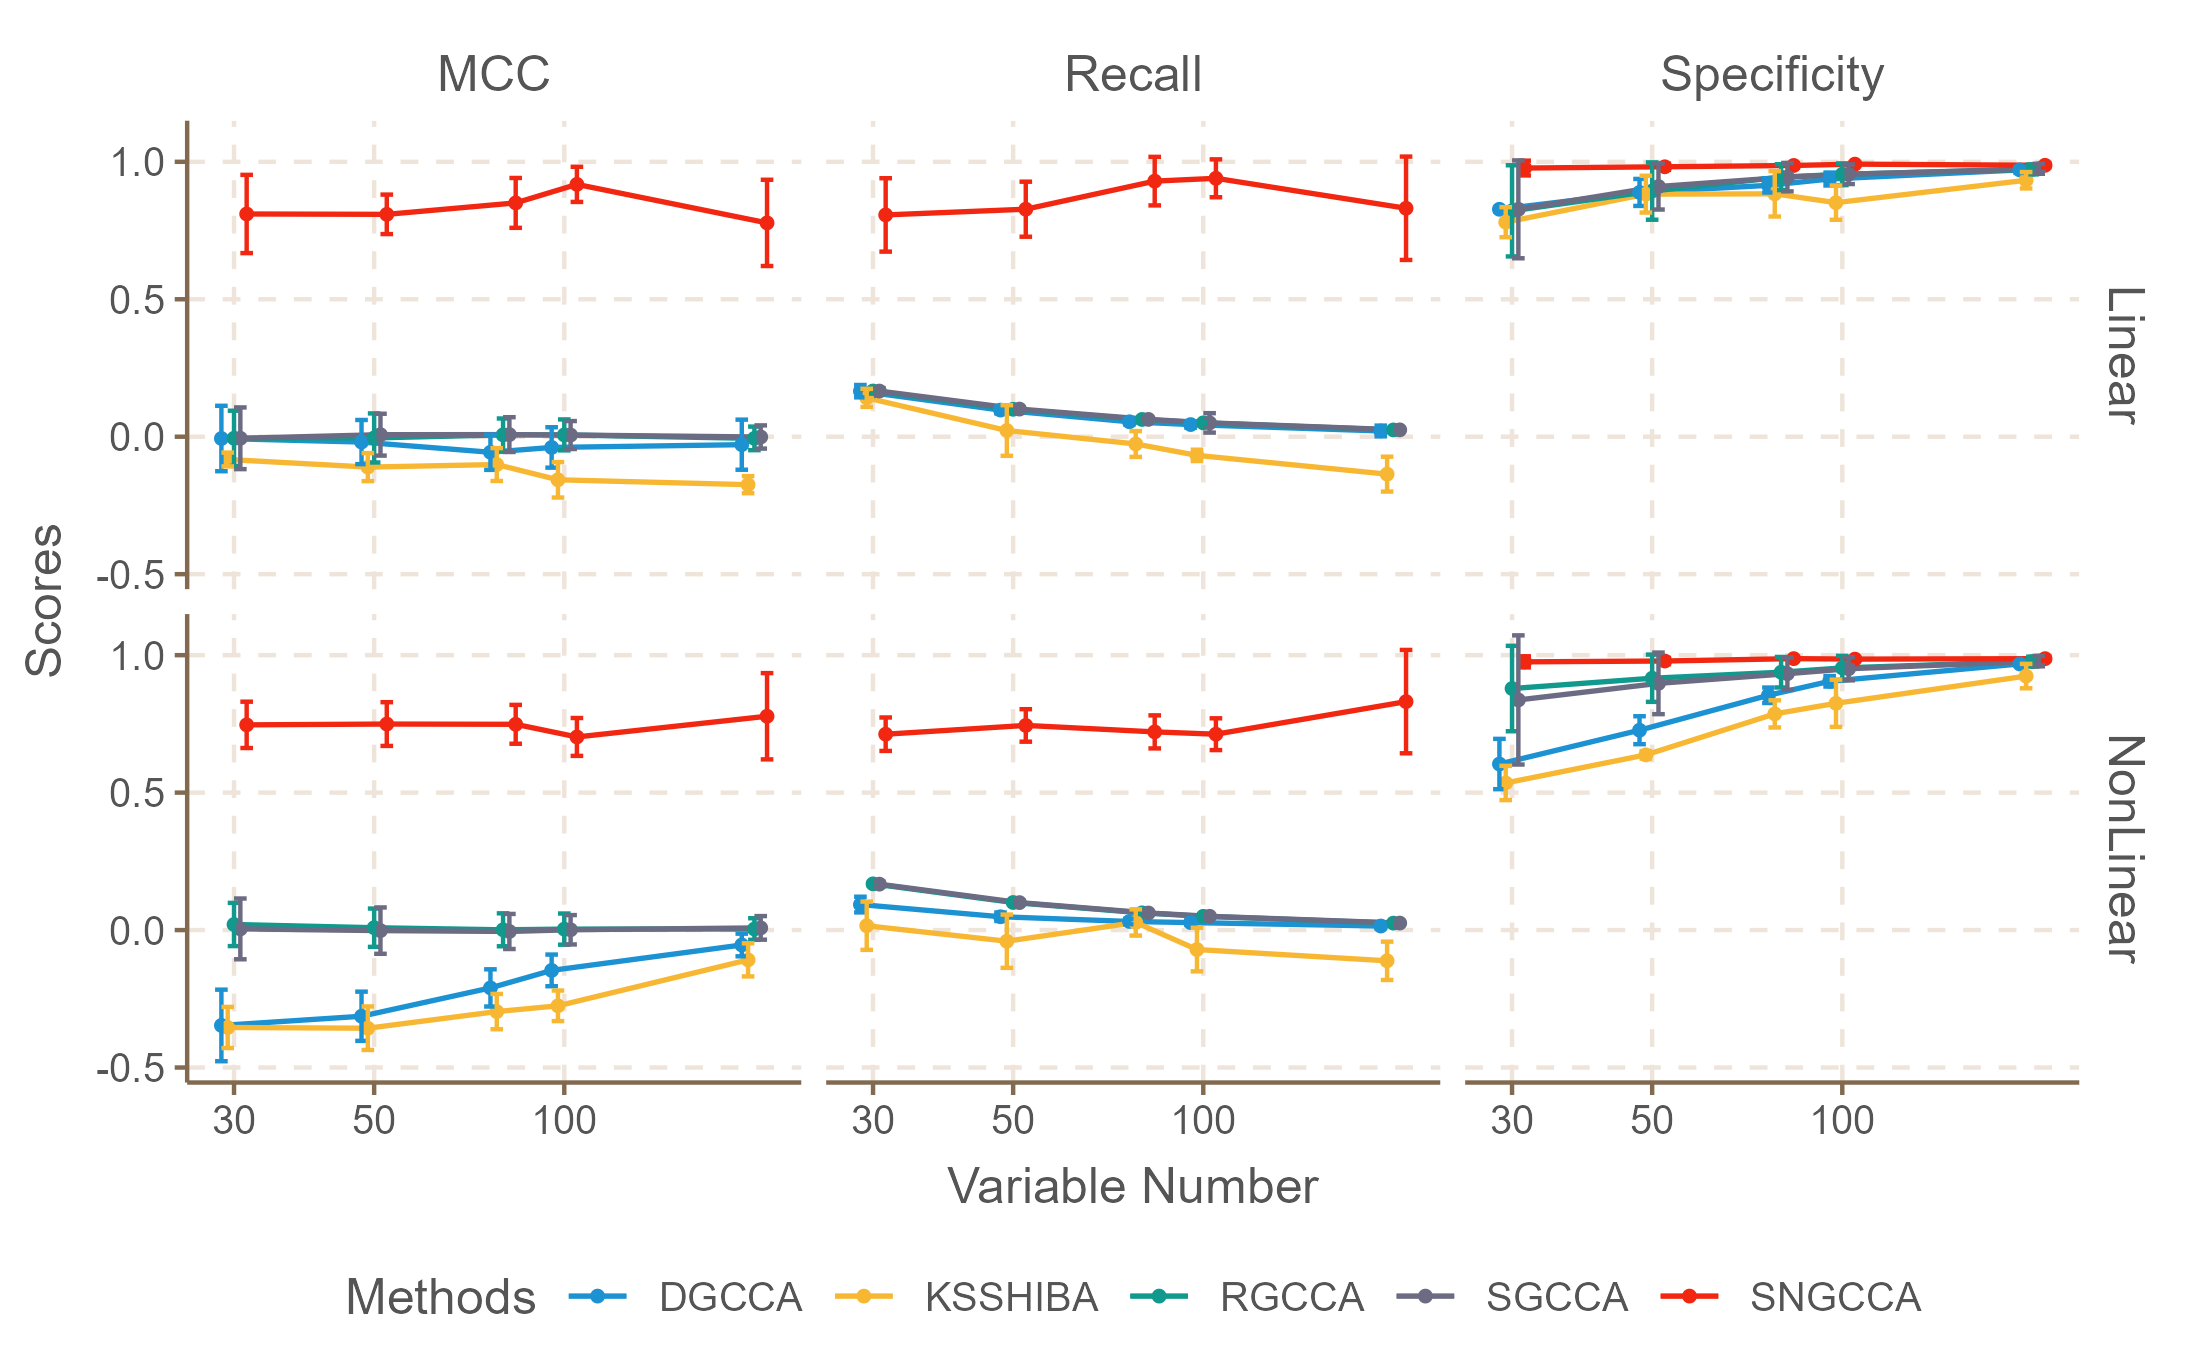 MCC Recall Specificity
1.0
0.5
0.0
-0.5
Linear
Scores
1.0
0.5
0.0
-0.5
NonLinear
30 50 100 30 50 100 30 50 100
Variable Number
Methods DGCCA KSSHIBA RGCCA SGCCA SNGCCA